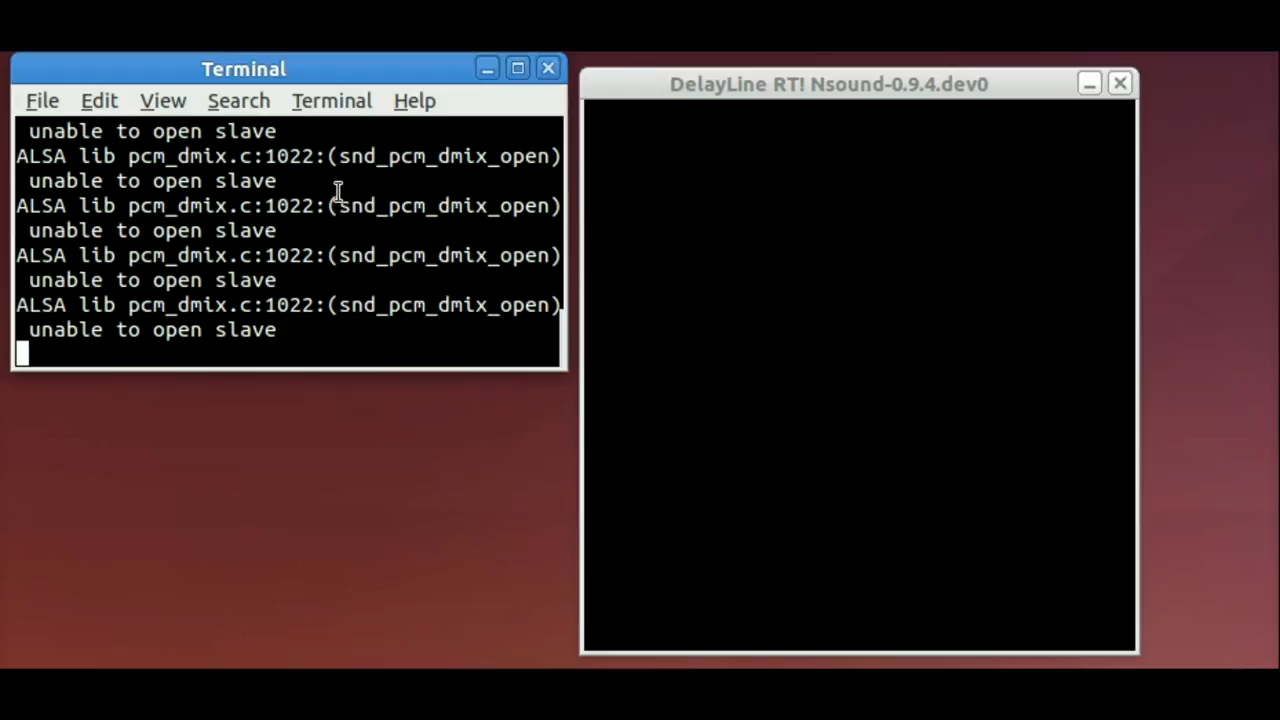 Terminal
File Edit View Search Terminal Help
unable to open slave
ALSA lib pcm_dmix.c:1022:(snd_pcm_dmix_open)
unable to open slave
ALSA lib pcm_dmix.c:1022:(snd_pcm_dmix_open)
unable to open slave
ALSA lib pcm_dmix.c:1022:(snd_pcm_dmix_open)
unable to open slave
ALSA lib pcm_dmix.c:1022:(snd_pcm_dmix_open)
unable to open slave
DelayLine RT! Nsound-0.9.4.dev0